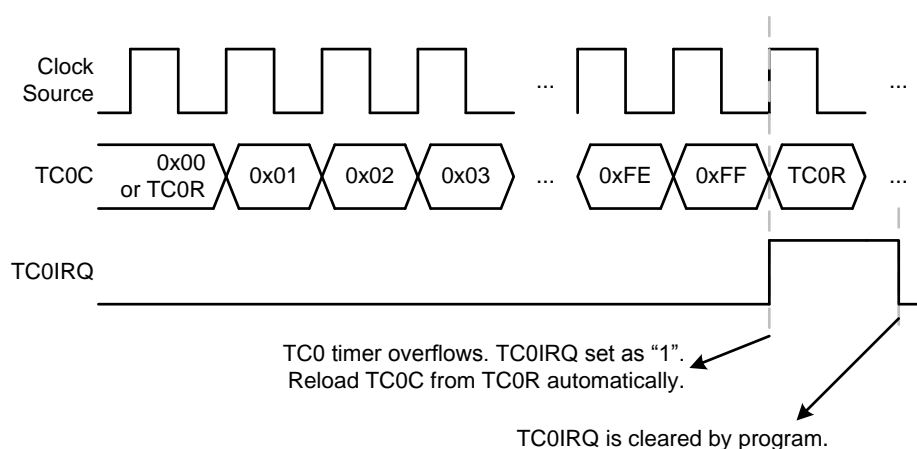 Clock
Source
...
...
TC0C
0x00
or TC0R
0x01
0x02
0x03
...
0xFE
0xFF
TC0R
...
TC0IRQ
TC0 timer overflows. TC0IRQ set as “1”.
Reload TC0C from TC0R automatically.
TC0IRQ is cleared by program.